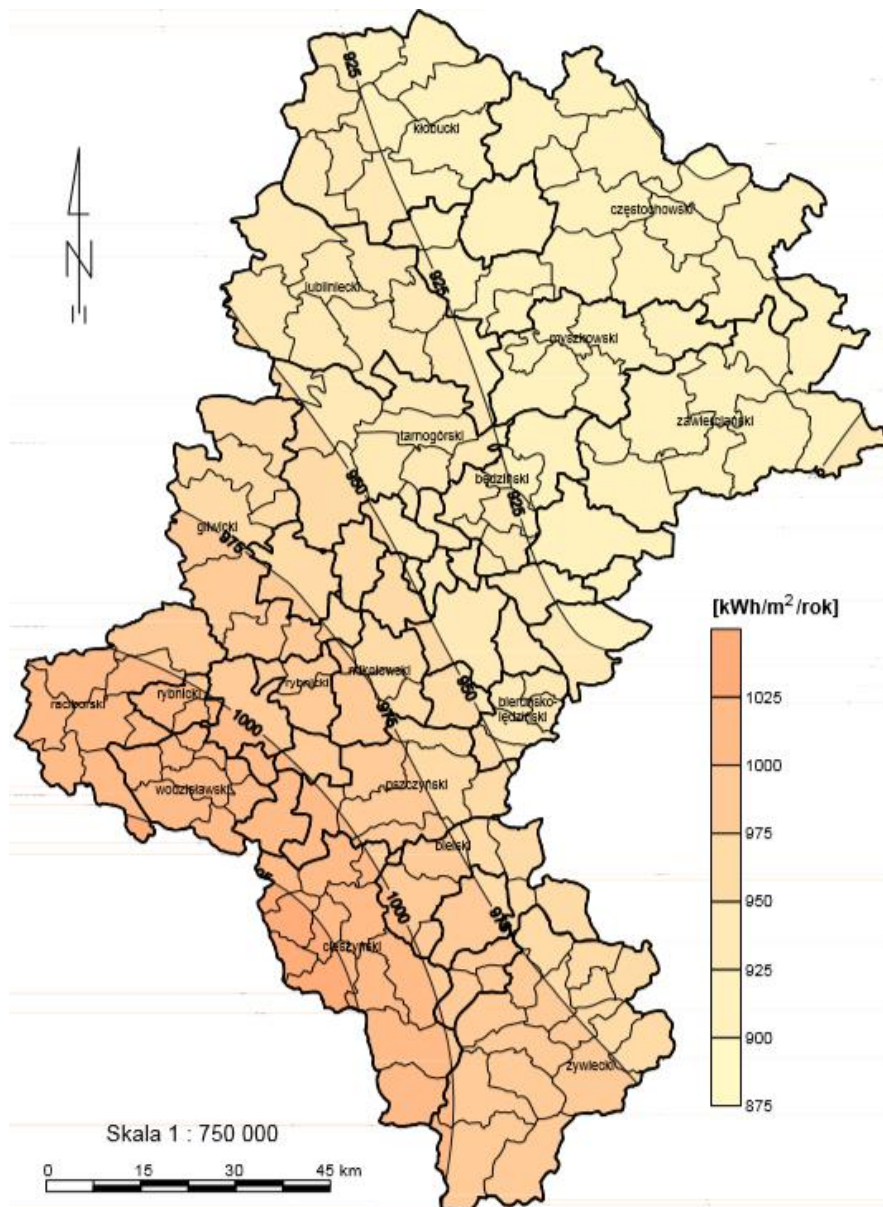 925
kłobucki
częstochowski
925
lubliniecki
myszkowski
zawierciański
tarnogórski
będziński
950
925
gliwicki
975
[kWh/m²/rok]
mikołowski
rybnicki
rybnicki
raciborski
950
bieruńsko-
lędziński
975
1000
1025
1000
pszczyński
wodzisławski
975
bielski
950
1000
975
cieszyński
925
900
żywiecki
875
Skala 1 : 750 000
0 15 30 45 km
N